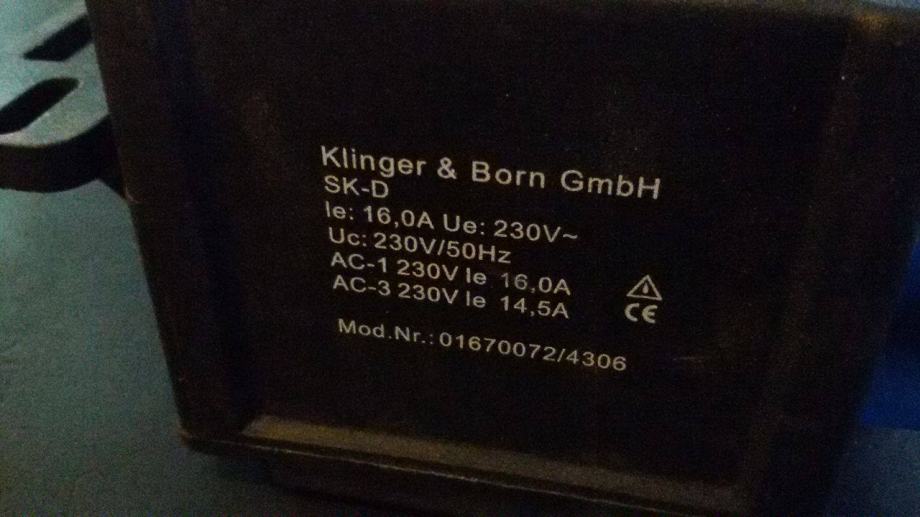 Klinger & Born GmbH
SK-D
Ie: 16,0A Ue: 230V~
Uc: 230V/50Hz
AC-1 230V Ie 16,0A
AC-3 230V Ie 14,5A
CE
Mod.Nr.: 01670072/4306